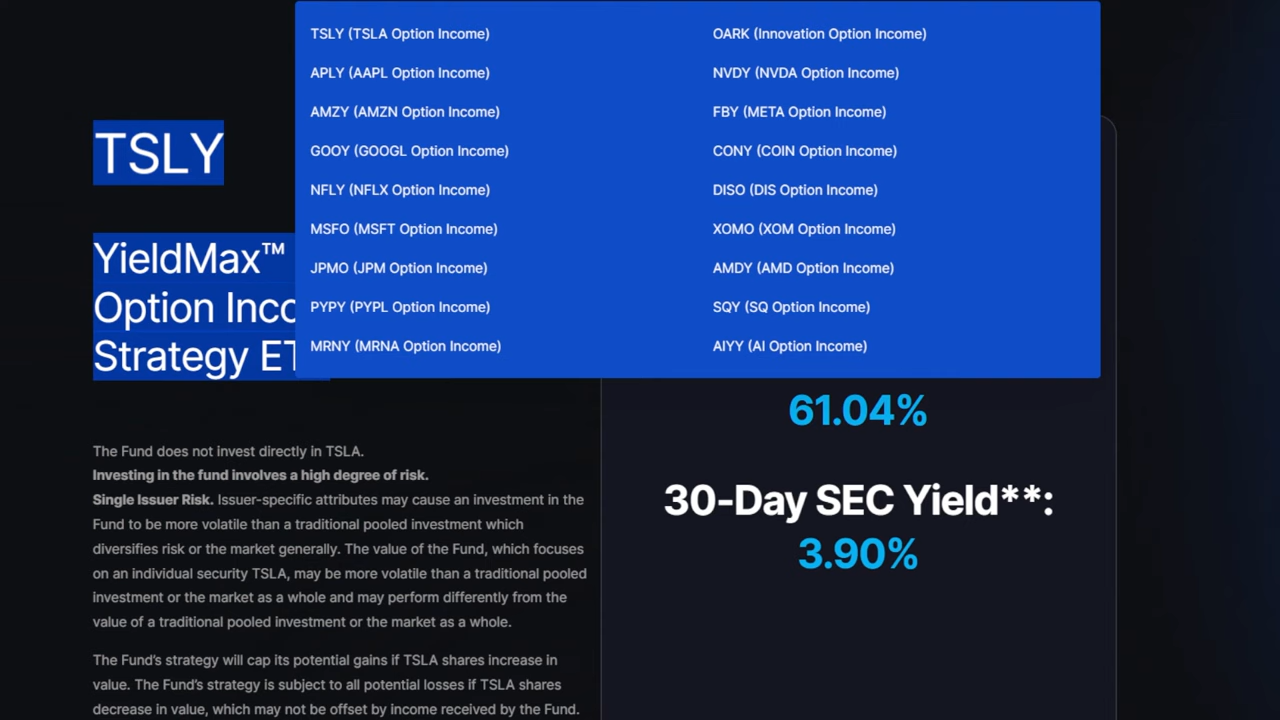 TSLY (TSLA Option Income)
OARK (Innovation Option Income)
APLY (AAPL Option Income)
NVDY (NVDA Option Income)
AMZY (AMZN Option Income)
FBY (META Option Income)
GOOY (GOOGL Option Income)
CONY (COIN Option Income)
NFLY (NFLX Option Income)
DISO (DIS Option Income)
MSFO (MSFT Option Income)
XOMO (XOM Option Income)
JPMO (JPM Option Income)
AMDY (AMD Option Income)
PYPY (PYPL Option Income)
SQY (SQ Option Income)
MRNY (MRNA Option Income)
AIYY (AI Option Income)
TSLY
YieldMax™
Option Inco
Strategy ET
The Fund does not invest directly in TSLA.
Investing in the fund involves a high degree of risk.
Single Issuer Risk. Issuer-specific attributes may cause an investment in the
Fund to be more volatile than a traditional pooled investment which
diversifies risk or the market generally. The value of the Fund, which focuses
on an individual security TSLA, may be more volatile than a traditional pooled
investment or the market as a whole and may perform differently from the
value of a traditional pooled investment or the market as a whole.
The Fund's strategy will cap its potential gains if TSLA shares increase in
value. The Fund's strategy is subject to all potential losses if TSLA shares
decrease in value, which may not be offset by income received by the Fund.
61.04%
30-Day SEC Yield**:
3.90%